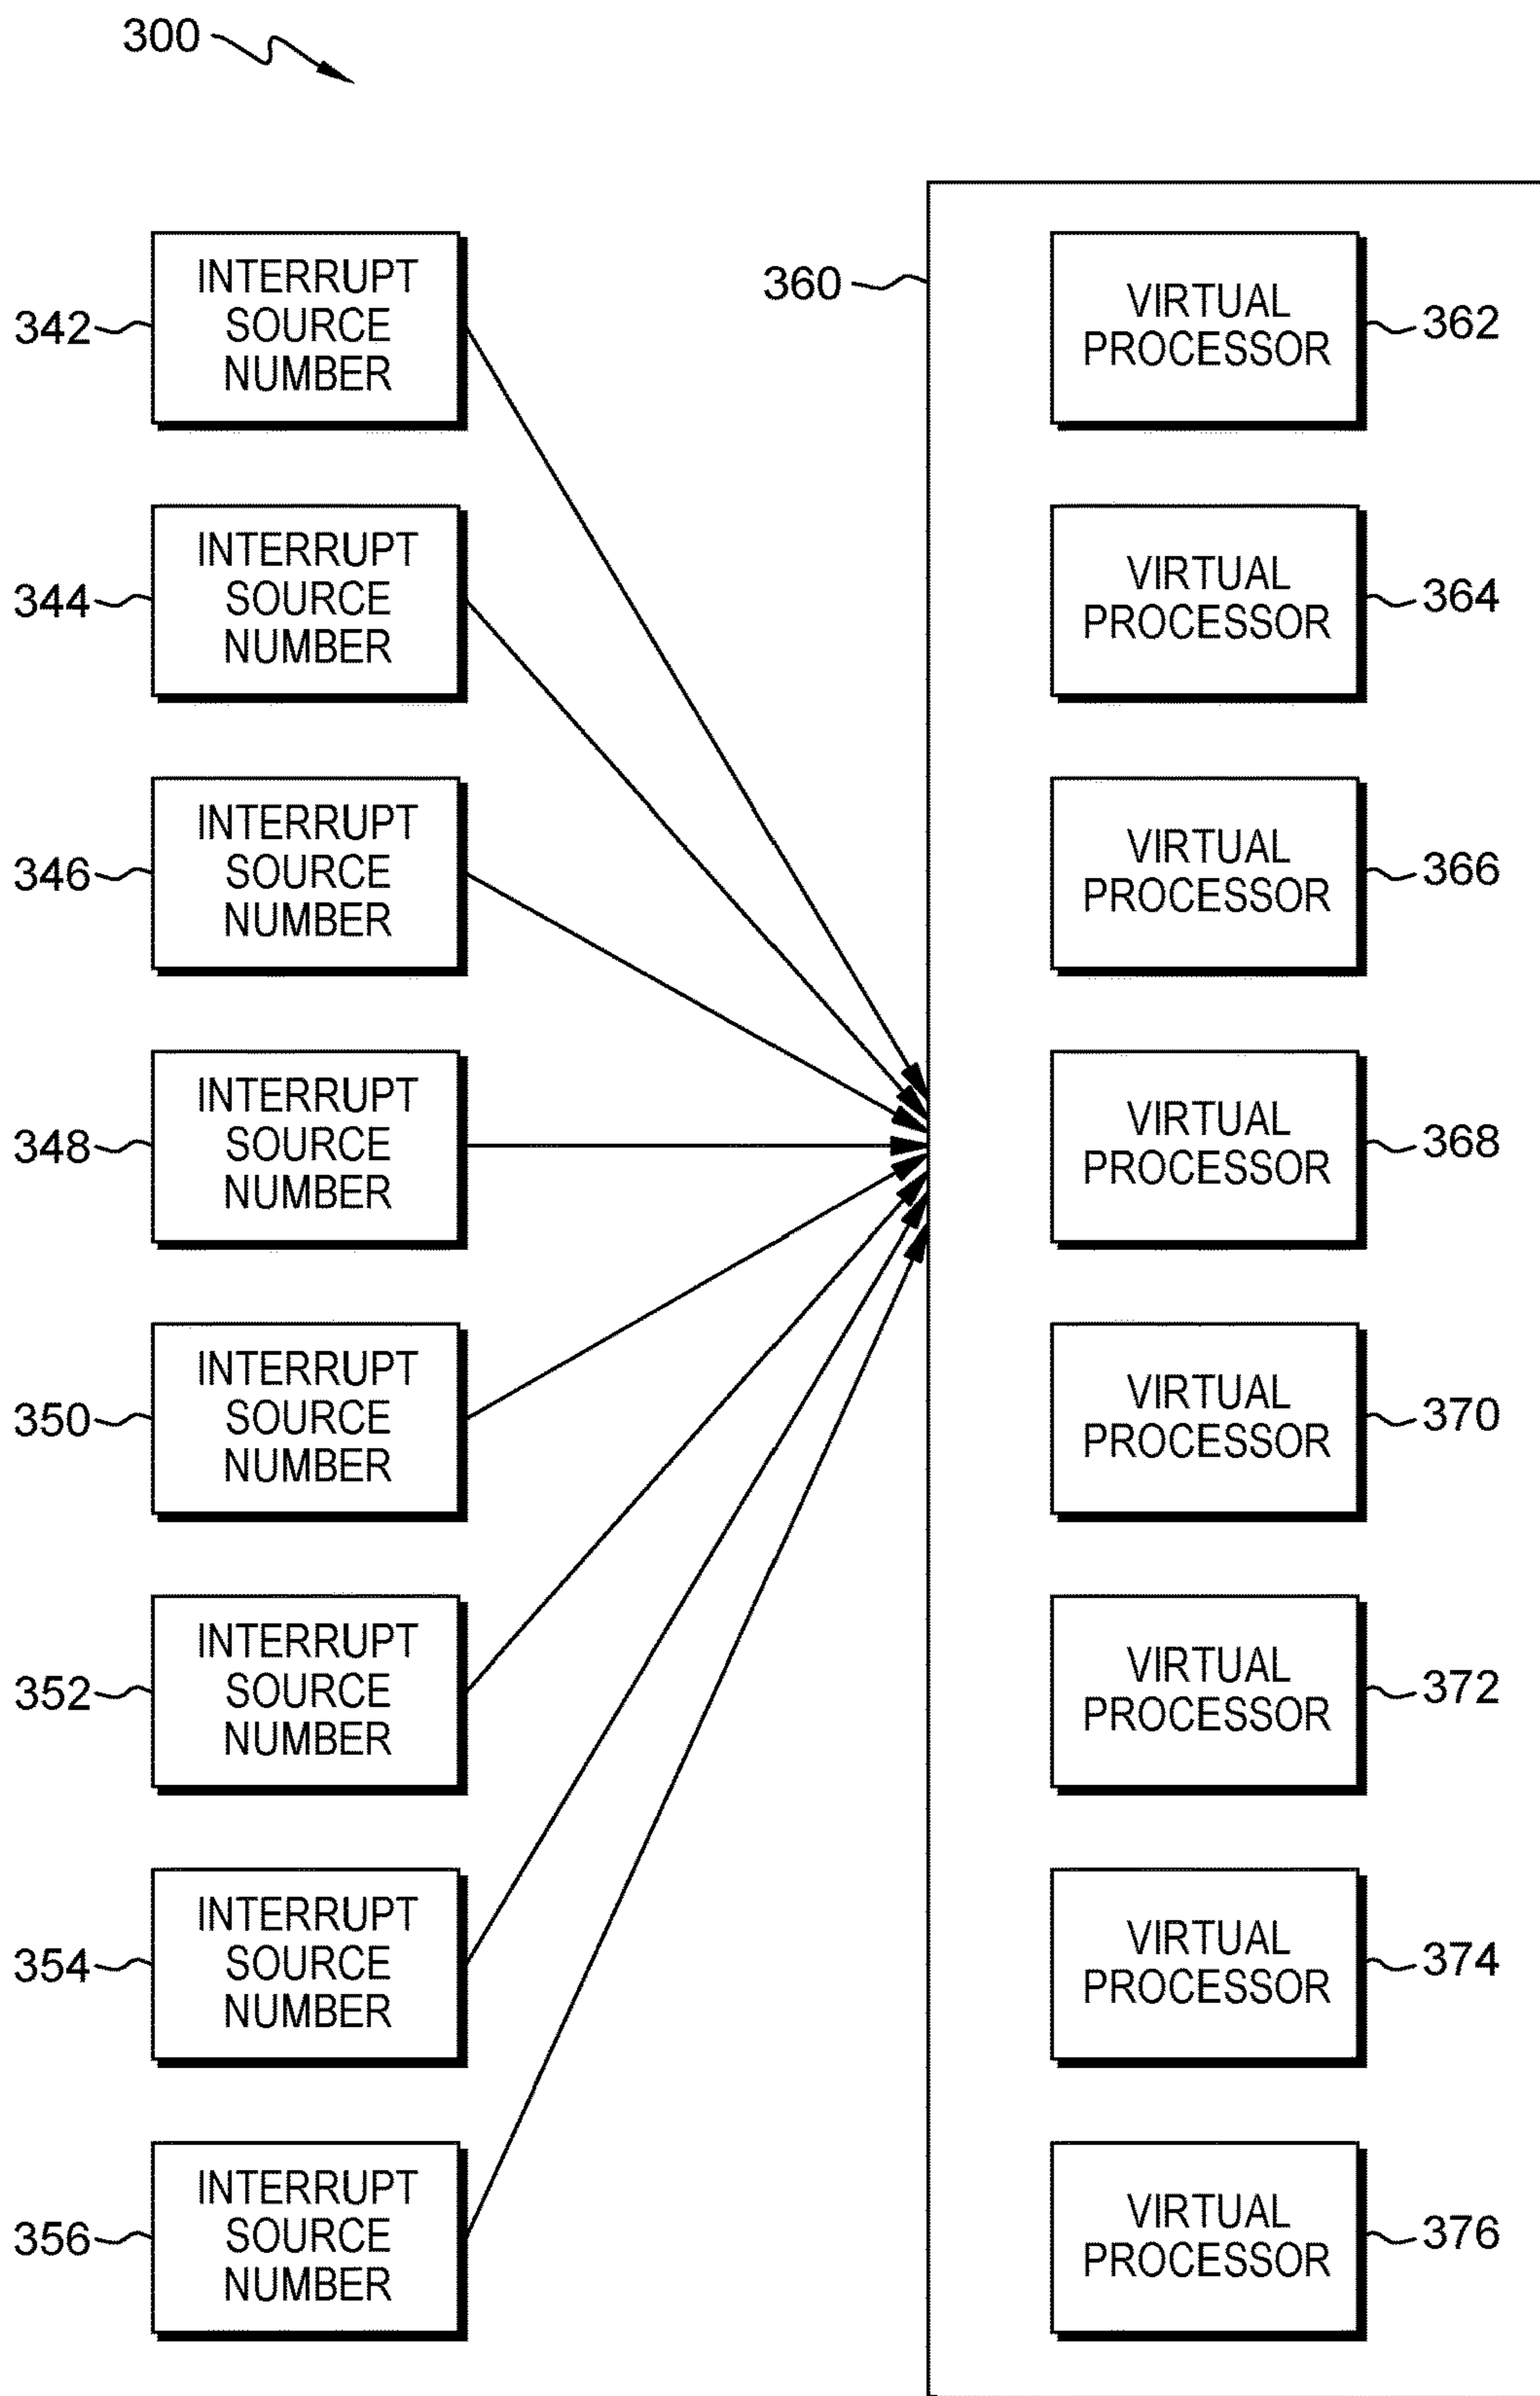 300
INTERRUPT
SOURCE
NUMBER
342
360
VIRTUAL
PROCESSOR
362
INTERRUPT
SOURCE
NUMBER
344
VIRTUAL
PROCESSOR
364
INTERRUPT
SOURCE
NUMBER
346
VIRTUAL
PROCESSOR
366
INTERRUPT
SOURCE
NUMBER
348
VIRTUAL
PROCESSOR
368
INTERRUPT
SOURCE
NUMBER
350
VIRTUAL
PROCESSOR
370
INTERRUPT
SOURCE
NUMBER
352
VIRTUAL
PROCESSOR
372
INTERRUPT
SOURCE
NUMBER
354
VIRTUAL
PROCESSOR
374
INTERRUPT
SOURCE
NUMBER
356
VIRTUAL
PROCESSOR
376